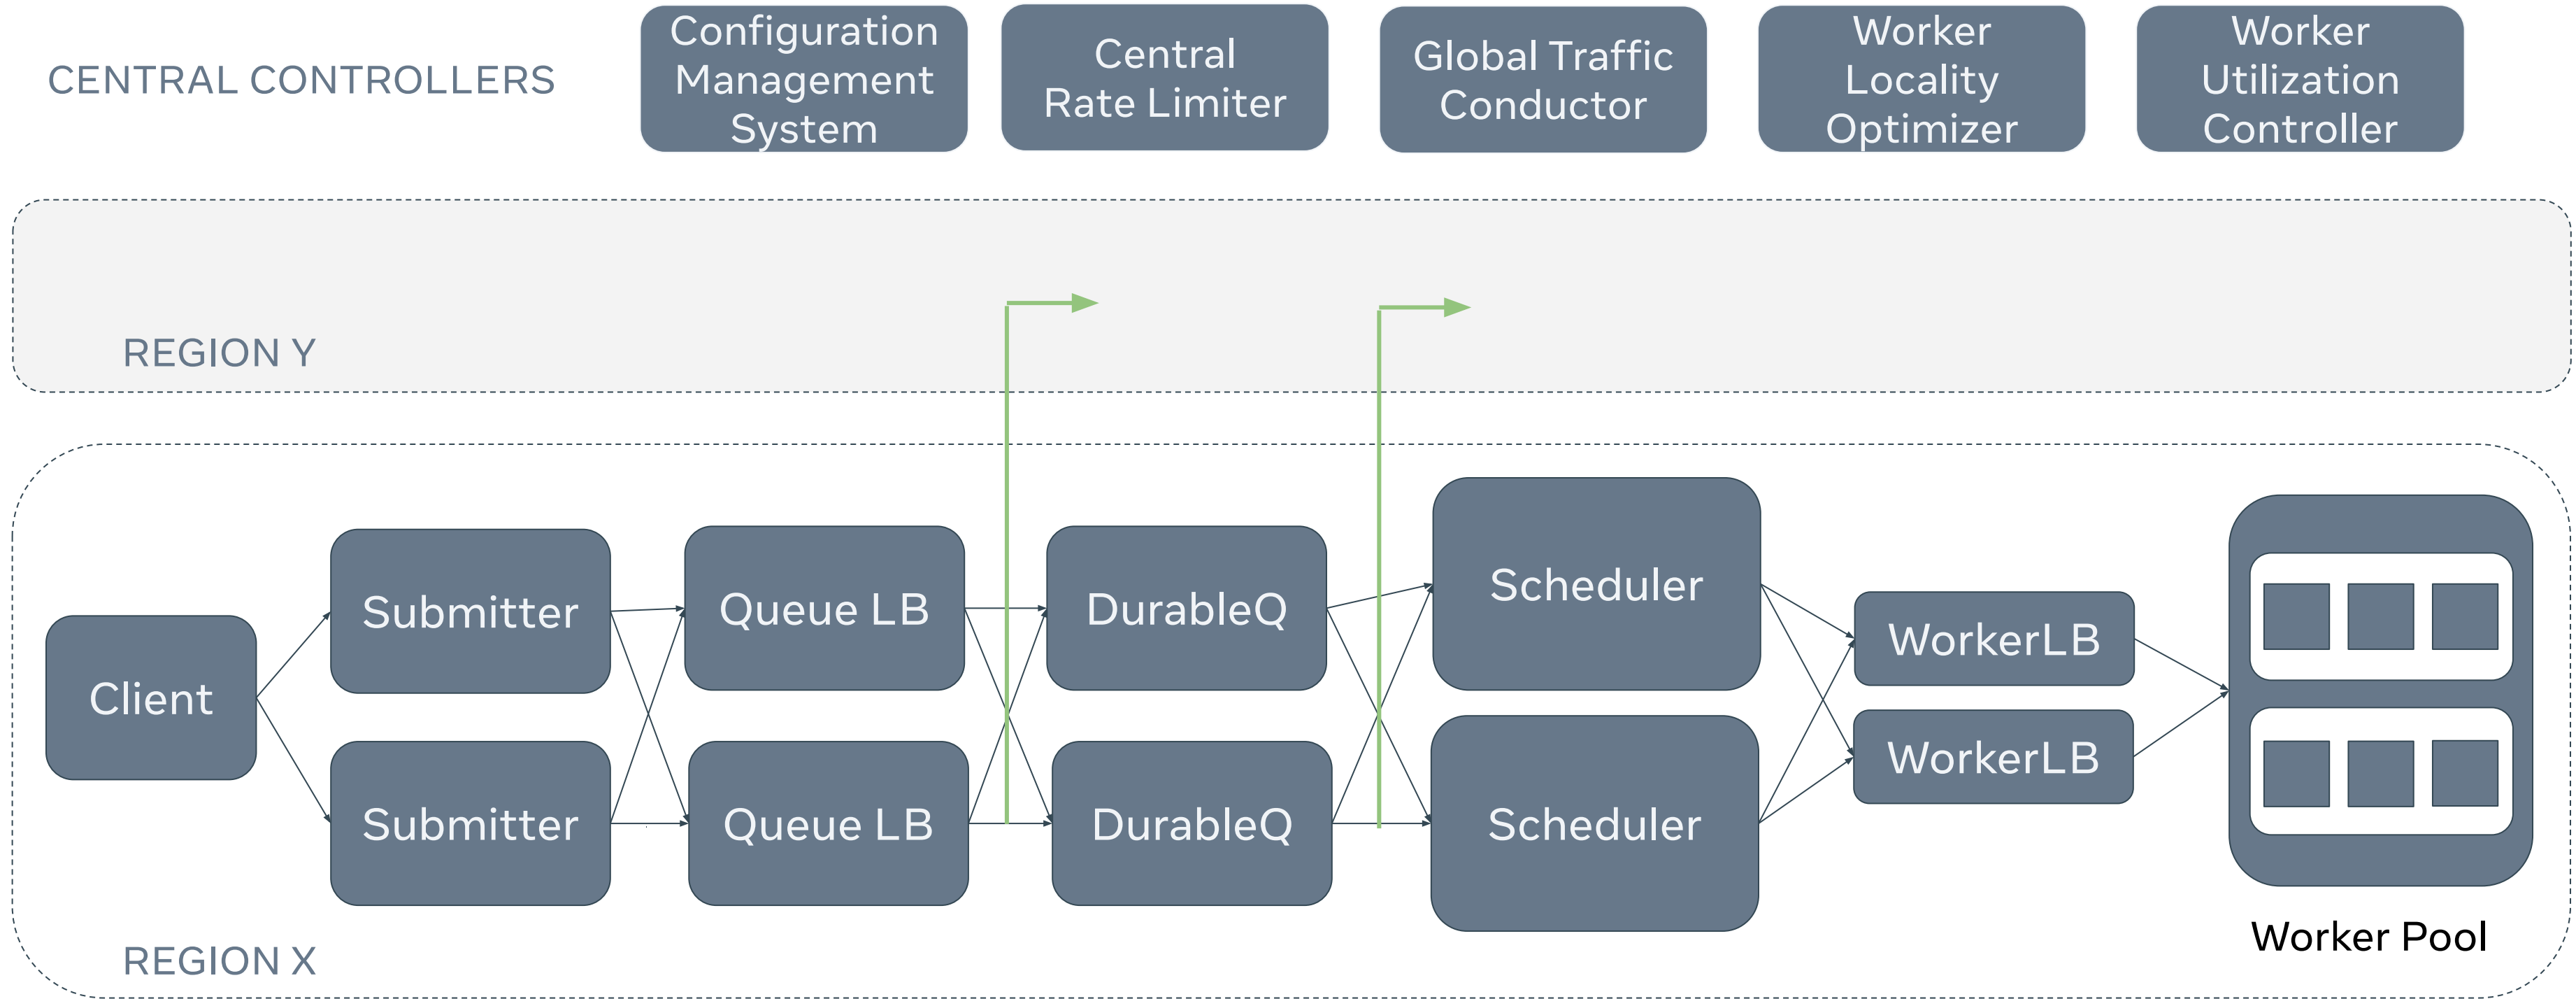 CENTRAL CONTROLLERS
Configuration
Management
System
Central
Rate Limiter
Global Traffic
Conductor
Worker
Locality
Optimizer
Worker
Utilization
Controller
REGION Y
Client
Submitter
Submitter
Queue LB
Queue LB
DurableQ
DurableQ
Scheduler
Scheduler
WorkerLB
WorkerLB
Worker Pool
REGION X